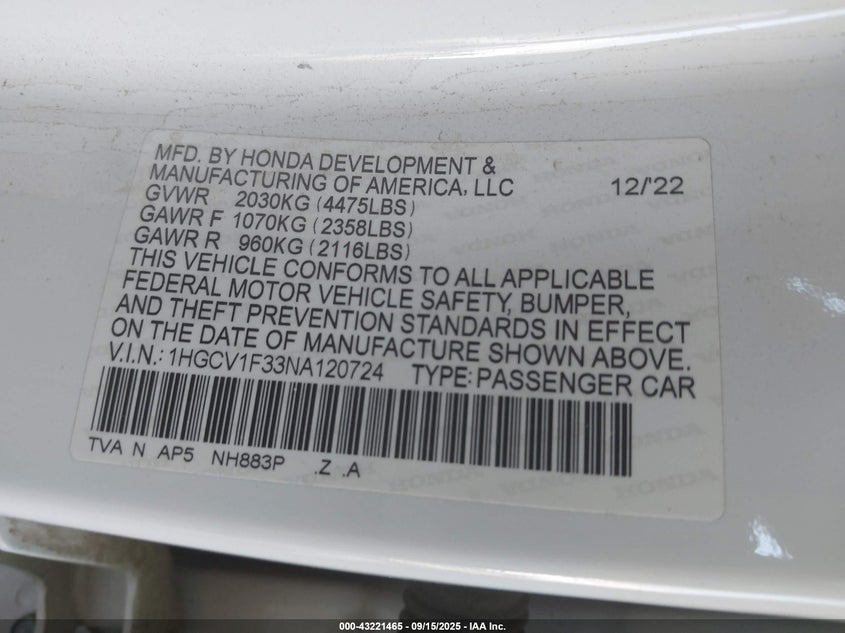 MFD. BY HONDA DEVELOPMENT &
MANUFACTURING OF AMERICA, LLC 12/'22
GVWR 2030KG (4475LBS)
GAWR F 1070KG (2358LBS)
GAWR R 960KG (2116LBS)
THIS VEHICLE CONFORMS TO ALL APPLICABLE
FEDERAL MOTOR VEHICLE SAFETY, BUMPER,
AND THEFT PREVENTION STANDARDS IN EFFECT
ON THE DATE OF MANUFACTURE SHOWN ABOVE.
V.I.N.: 1HGCV1F33NA120724 TYPE: PASSENGER CAR
TVA N AP5 NH883P .Z .A
000-43221465 - 09/15/2025 - IAA Inc.